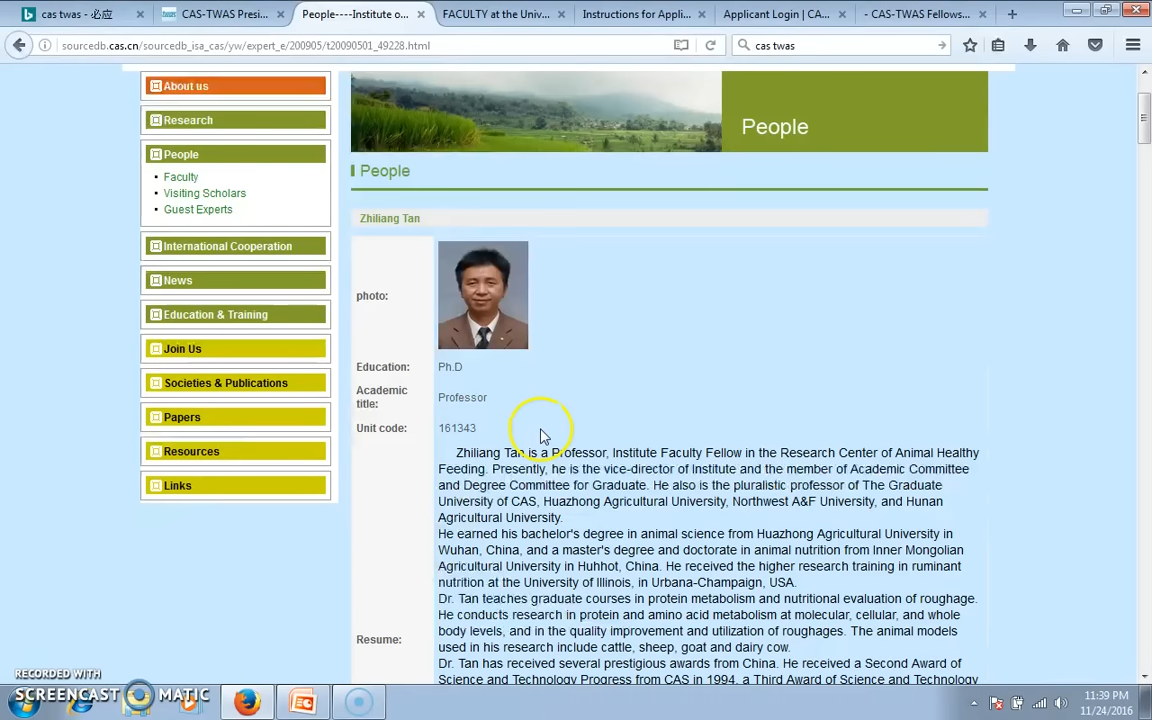 cas twas - 必应
CAS-TWAS Presi...
People----Institute o...
FACULTY at the Univ...
Instructions for Appli...
Applicant Login | CA...
- CAS-TWAS Fellows...
sourcedb.cas.cn/sourcedb_isa_cas/yw/expert_e/200905/t20090501_49228.html
cas twas
About us
Research
People
Faculty
Visiting Scholars
Guest Experts
International Cooperation
News
Education & Training
Join Us
Societies & Publications
Papers
Resources
Links
People
People
Zhiliang Tan
photo:
Education: Ph.D
Academic
title: Professor
Unit code: 161343
Zhiliang Tan is a Professor, Institute Faculty Fellow in the Research Center of Animal Healthy
Feeding. Presently, he is the vice-director of Institute and the member of Academic Committee
and Degree Committee for Graduate. He also is the pluralistic professor of The Graduate
University of CAS, Huazhong Agricultural University, Northwest A&F University, and Hunan
Agricultural University.
He earned his bachelor's degree in animal science from Huazhong Agricultural University in
Wuhan, China, and a master's degree and doctorate in animal nutrition from Inner Mongolian
Agricultural University in Huhhot, China. He received the higher research training in ruminant
nutrition at the University of Illinois, in Urbana-Champaign, USA.
Dr. Tan teaches graduate courses in protein metabolism and nutritional evaluation of roughage.
He conducts research in protein and amino acid metabolism at molecular, cellular, and whole
body levels, and in the quality improvement and utilization of roughages. The animal models
Resume: used in his research include cattle, sheep, goat and dairy cow.
Dr. Tan has received several prestigious awards from China. He received a Second Award of
Science and Technology Progress from CAS in 1994, a Third Award of Science and Technology
RECORDED WITH
SCREENCAST MATIC
11:39 PM
11/24/2016